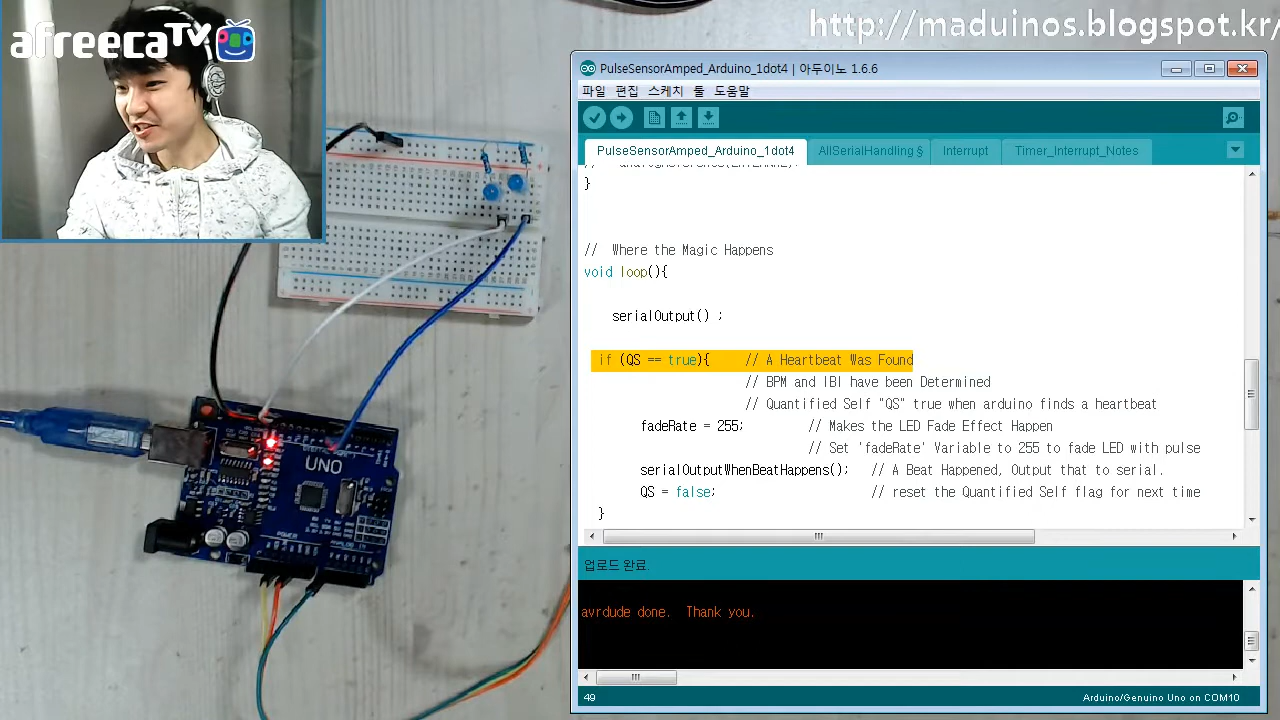 afreecaTV
http://maduinos.blogspot.kr/
PulseSensorAmped_Arduino_1dot4 | 아두이노 1.6.6
파일 편집 스케치 툴 도움말
PulseSensorAmped_Arduino_1dot4 AllSerialHandling § Interrupt Timer_Interrupt_Notes
}
// Where the Magic Happens
void loop(){
serialOutput() ;
if (QS == true){ // A Heartbeat Was Found
// BPM and IBI have been Determined
// Quantified Self "QS" true when arduino finds a heartbeat
fadeRate = 255; // Makes the LED Fade Effect Happen
// Set 'fadeRate' Variable to 255 to fade LED with pulse
serialOutputWhenBeatHappens(); // A Beat Happened, Output that to serial.
QS = false; // reset the Quantified Self flag for next time
}
업로드 완료.
avrdude done. Thank you.
49 Arduino/Genuino Uno on COM10
UNO
POWER
ANALOG IN